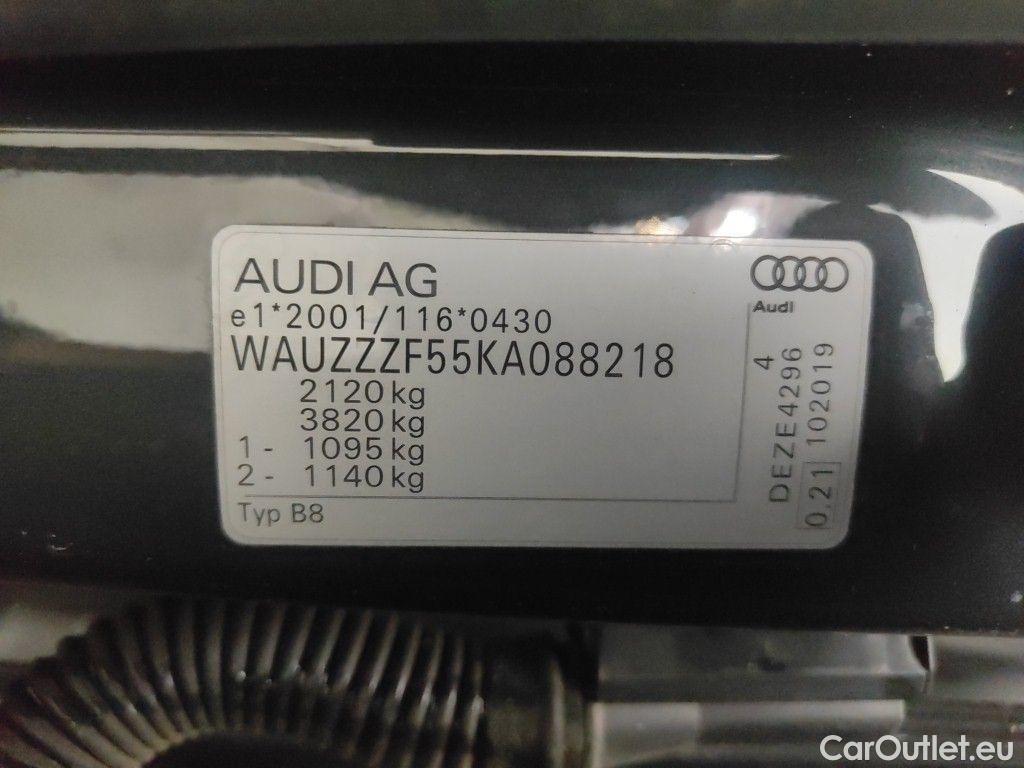 AUDI AG
e1*2001/116*0430
WAUZZZF55KA088218
2120 kg
3820 kg
1- 1095 kg
2- 1140 kg
Typ B8
Audi
4
DEZE4296
0.21 102019
CarOutlet.eu